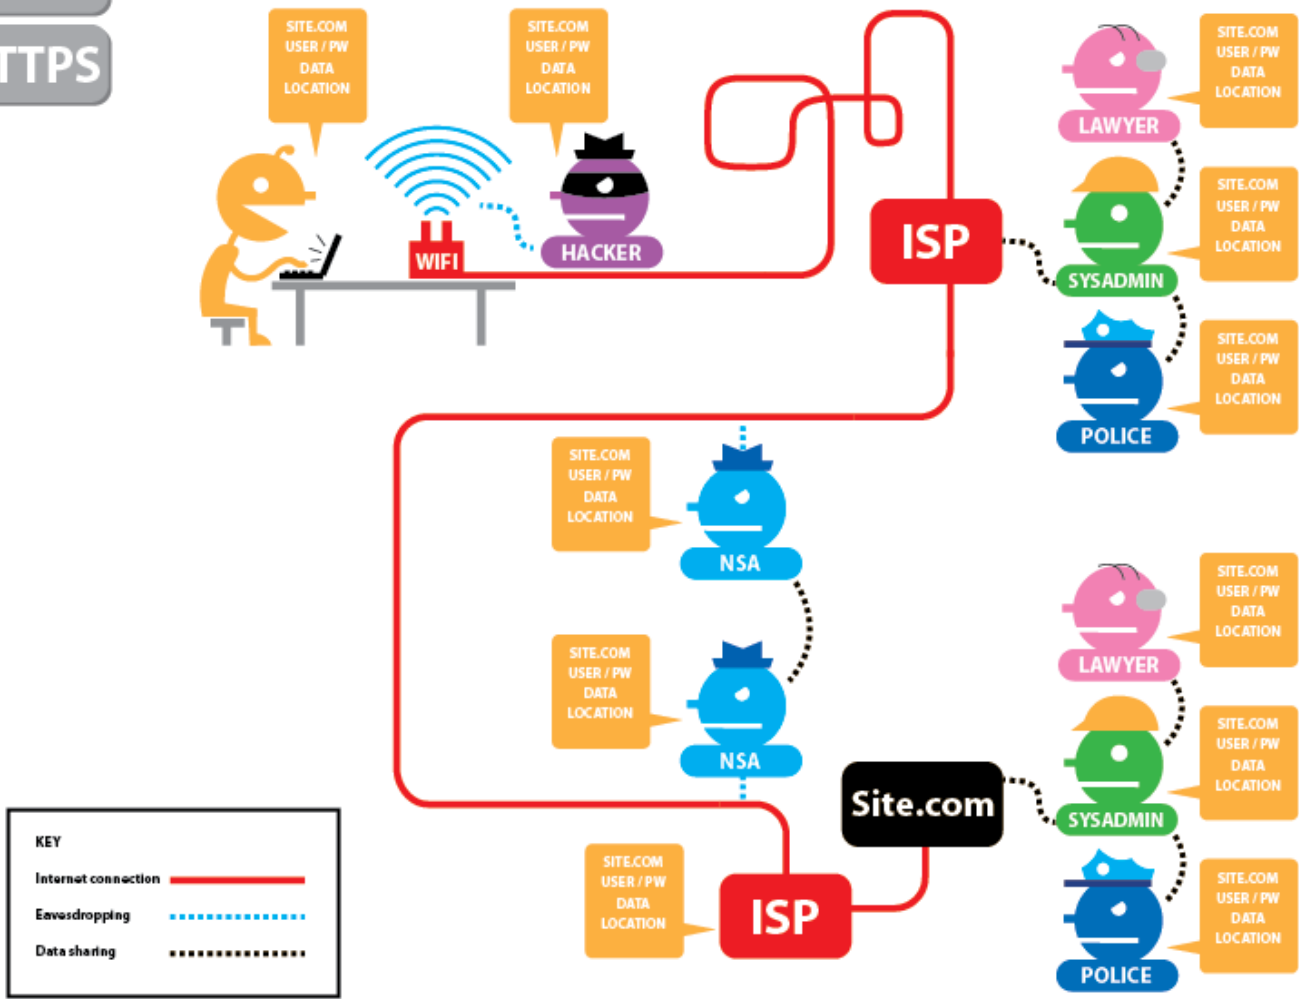 TTPS
SITE.COM
USER / PW
DATA
LOCATION
SITE.COM
USER / PW
DATA
LOCATION
WIFI
HACKER
ISP
LAWYER
SITE.COM
USER / PW
DATA
LOCATION
SYSADMIN
SITE.COM
USER / PW
DATA
LOCATION
POLICE
SITE.COM
USER / PW
DATA
LOCATION
SITE.COM
USER / PW
DATA
LOCATION
NSA
SITE.COM
USER / PW
DATA
LOCATION
NSA
LAWYER
SITE.COM
USER / PW
DATA
LOCATION
Site.com
SYSADMIN
SITE.COM
USER / PW
DATA
LOCATION
SITE.COM
USER / PW
DATA
LOCATION
ISP
POLICE
SITE.COM
USER / PW
DATA
LOCATION
KEY
Internet connection
Eavesdropping
Data sharing